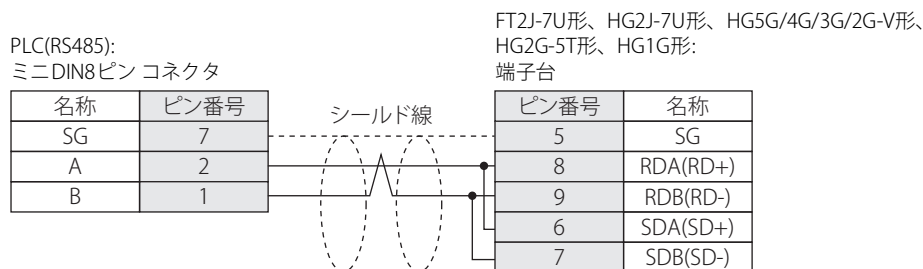 FT2J-7U形、HG2J-7U形、HG5G/4G/3G/2G-V形、
HG2G-5T形、HG1G形:
端子台
PLC(RS485):
ミニDIN8ピン コネクタ
名称 ピン番号
SG 7
A 2
B 1
シールド線
ピン番号 名称
5 SG
8 RDA(RD+)
9 RDB(RD-)
6 SDA(SD+)
7 SDB(SD-)